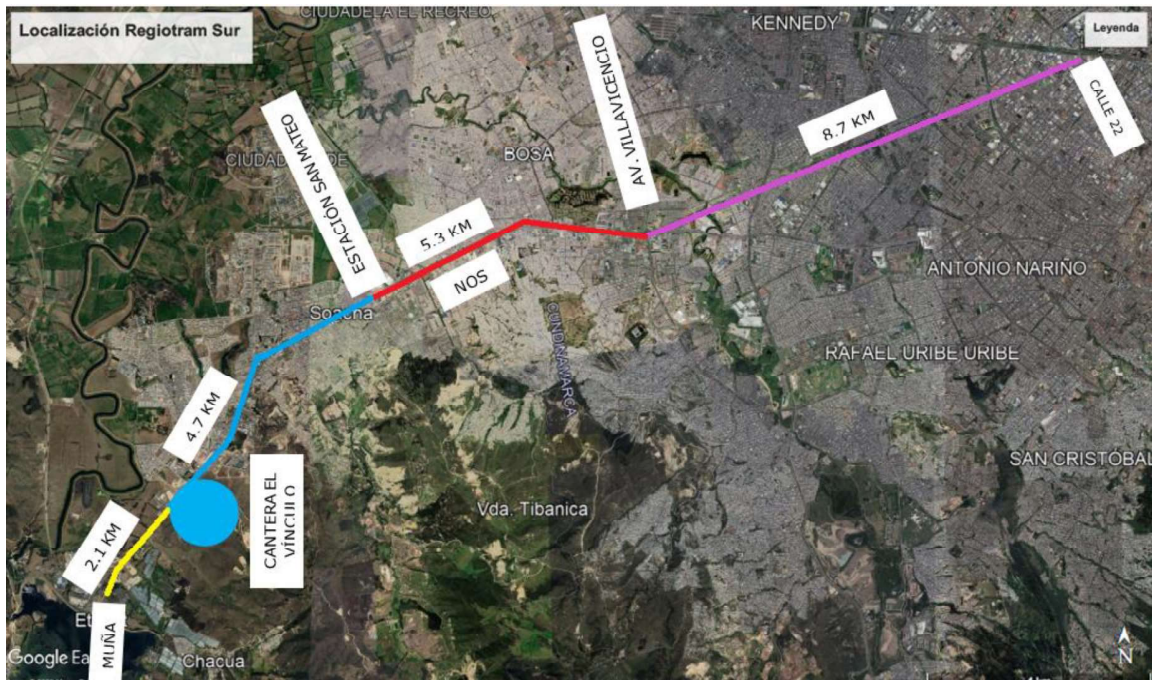 CIUDADELA EL RECREO
Localización Regiotram Sur
KENNEDY
Leyenda
CALLE 22
8.7 KM
AV. VILLAVICENCIO
ESTACIÓN SAN MATEO
BOSA
5.3 KM
NOS
ANTONIO NARIÑO
Soacha
CUNDINAMARCA
RAFAEL URIBE URIBE
4.7 KM
SAN CRISTÓBAL
CANTERA EL
VÍNCULO
Vda. Tibanica
2.1 KM
MUÑA
Chacua
Google Ea
N